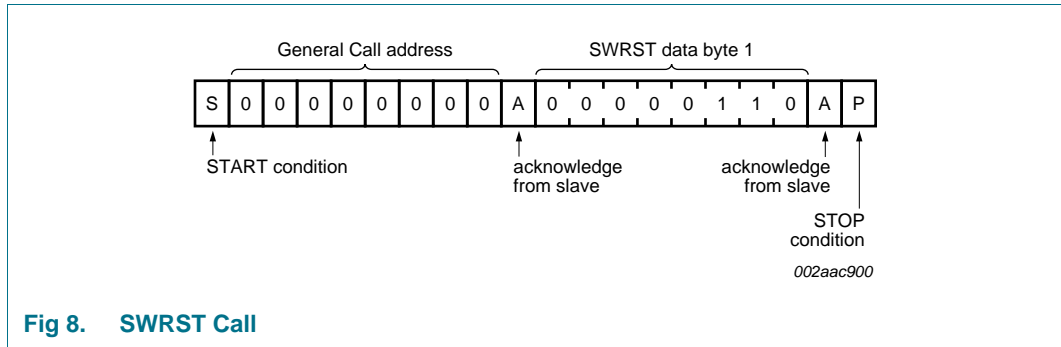 General Call address SWRST data byte 1
S 0 0 0 0 0 0 0 0 A 0 0 0 0 0 1 1 0 A P
START condition acknowledge from slave acknowledge from slave
STOP condition
002aac900
Fig 8. SWRST Call